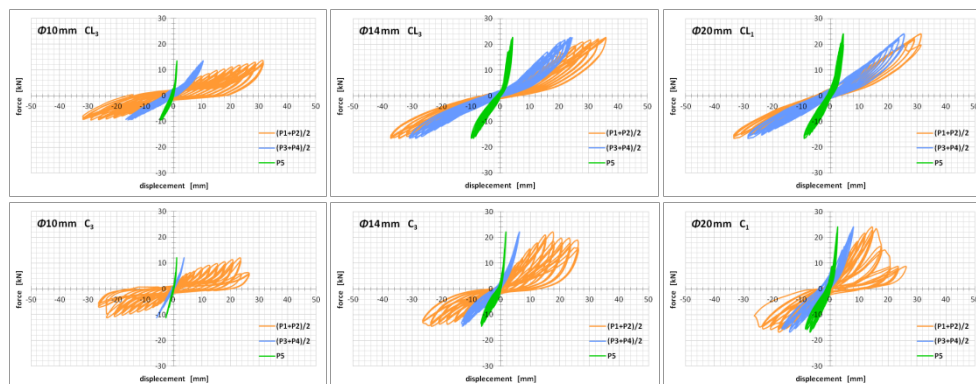 Φ10mm CL3
30
20
10
0
-10
-20
-30
-50 -40 -30 -20 -10 0 10 20 30 40 50
force [kN]
displecement [mm]
(P1+P2)/2
(P3+P4)/2
P5
Φ14mm CL3
30
20
10
0
-10
-20
-30
-50 -40 -30 -20 -10 0 10 20 30 40 50
force [kN]
displacement [mm]
(P1+P2)/2
(P3+P4)/2
P5
Φ20mm CL1
30
20
10
0
-10
-20
-30
-50 -40 -30 -20 -10 0 10 20 30 40 50
force [kN]
displacement [mm]
(P1+P2)/2
(P3+P4)/2
P5
Φ10mm C3
30
20
10
0
-10
-20
-30
-50 -40 -30 -20 -10 0 10 20 30 40 50
force [kN]
displacement [mm]
(P1+P2)/2
(P3+P4)/2
P5
Φ14mm C3
30
20
10
0
-10
-20
-30
-50 -40 -30 -20 -10 0 10 20 30 40 50
force [kN]
displacement [mm]
(P1+P2)/2
(P3+P4)/2
P5
Φ20mm C1
30
20
10
0
-10
-20
-30
-50 -40 -30 -20 -10 0 10 20 30 40 50
force [kN]
displacement [mm]
(P1+P2)/2
(P3+P4)/2
P5